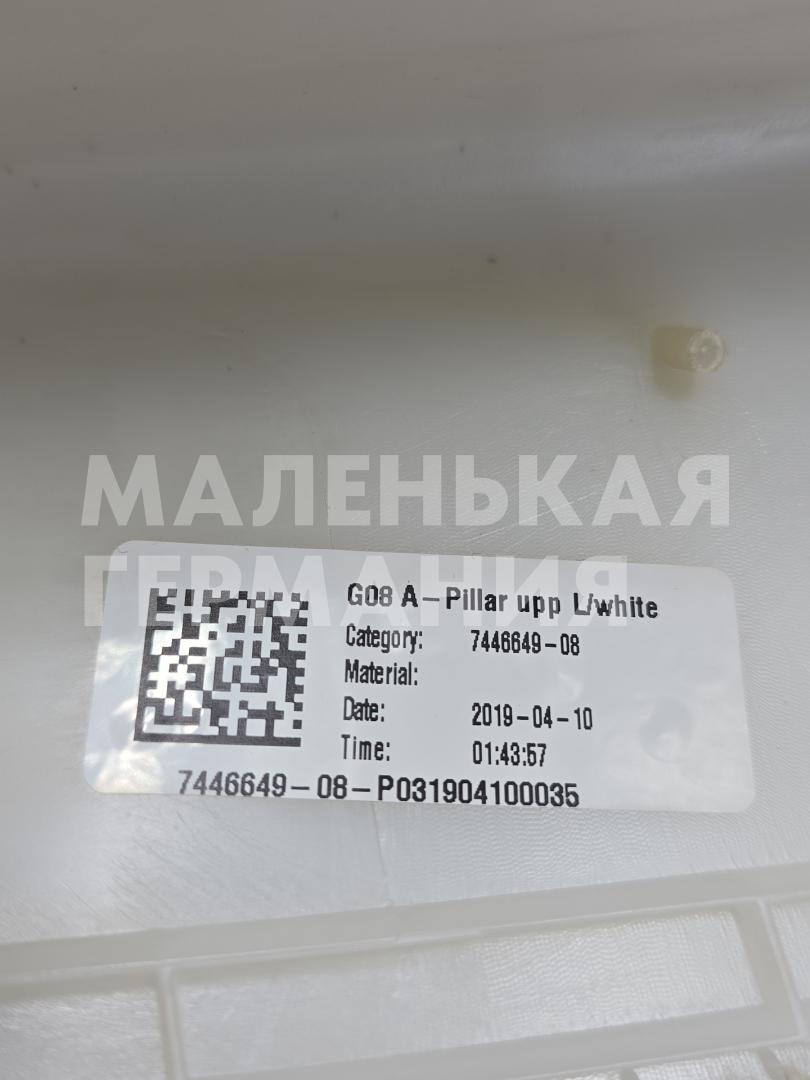 МАЛЕНЬКАЯ
ГЕРМАНИЯ
G08 A-Pillar upp L/white
Category: 7446649-08
Material:
Date: 2019-04-10
Time: 01:43:57
7446649-08-P031904100035